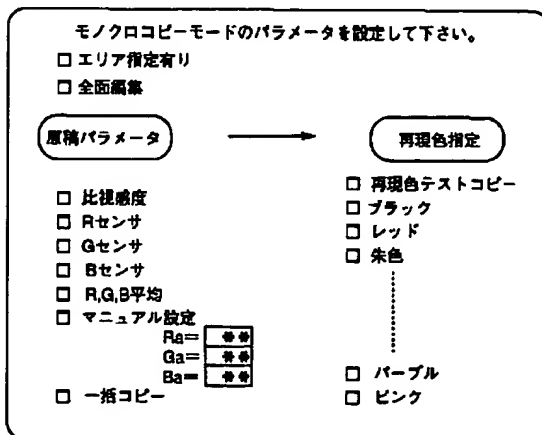 モノクロコピーモードのパラメータを設定して下さい。
□ エリア指定有り
□ 全面編集
原稿パラメータ
再現色指定
□ 比視感度
□ Rセンサ
□ Gセンサ
□ Bセンサ
□ R,G,B平均
□ マニュアル設定
Ra= **
Ga= **
Ba= **
□ 一括コピー
□ 再現色テストコピー
□ ブラック
□ レッド
□ 朱色
□ パープル
□ ピンク